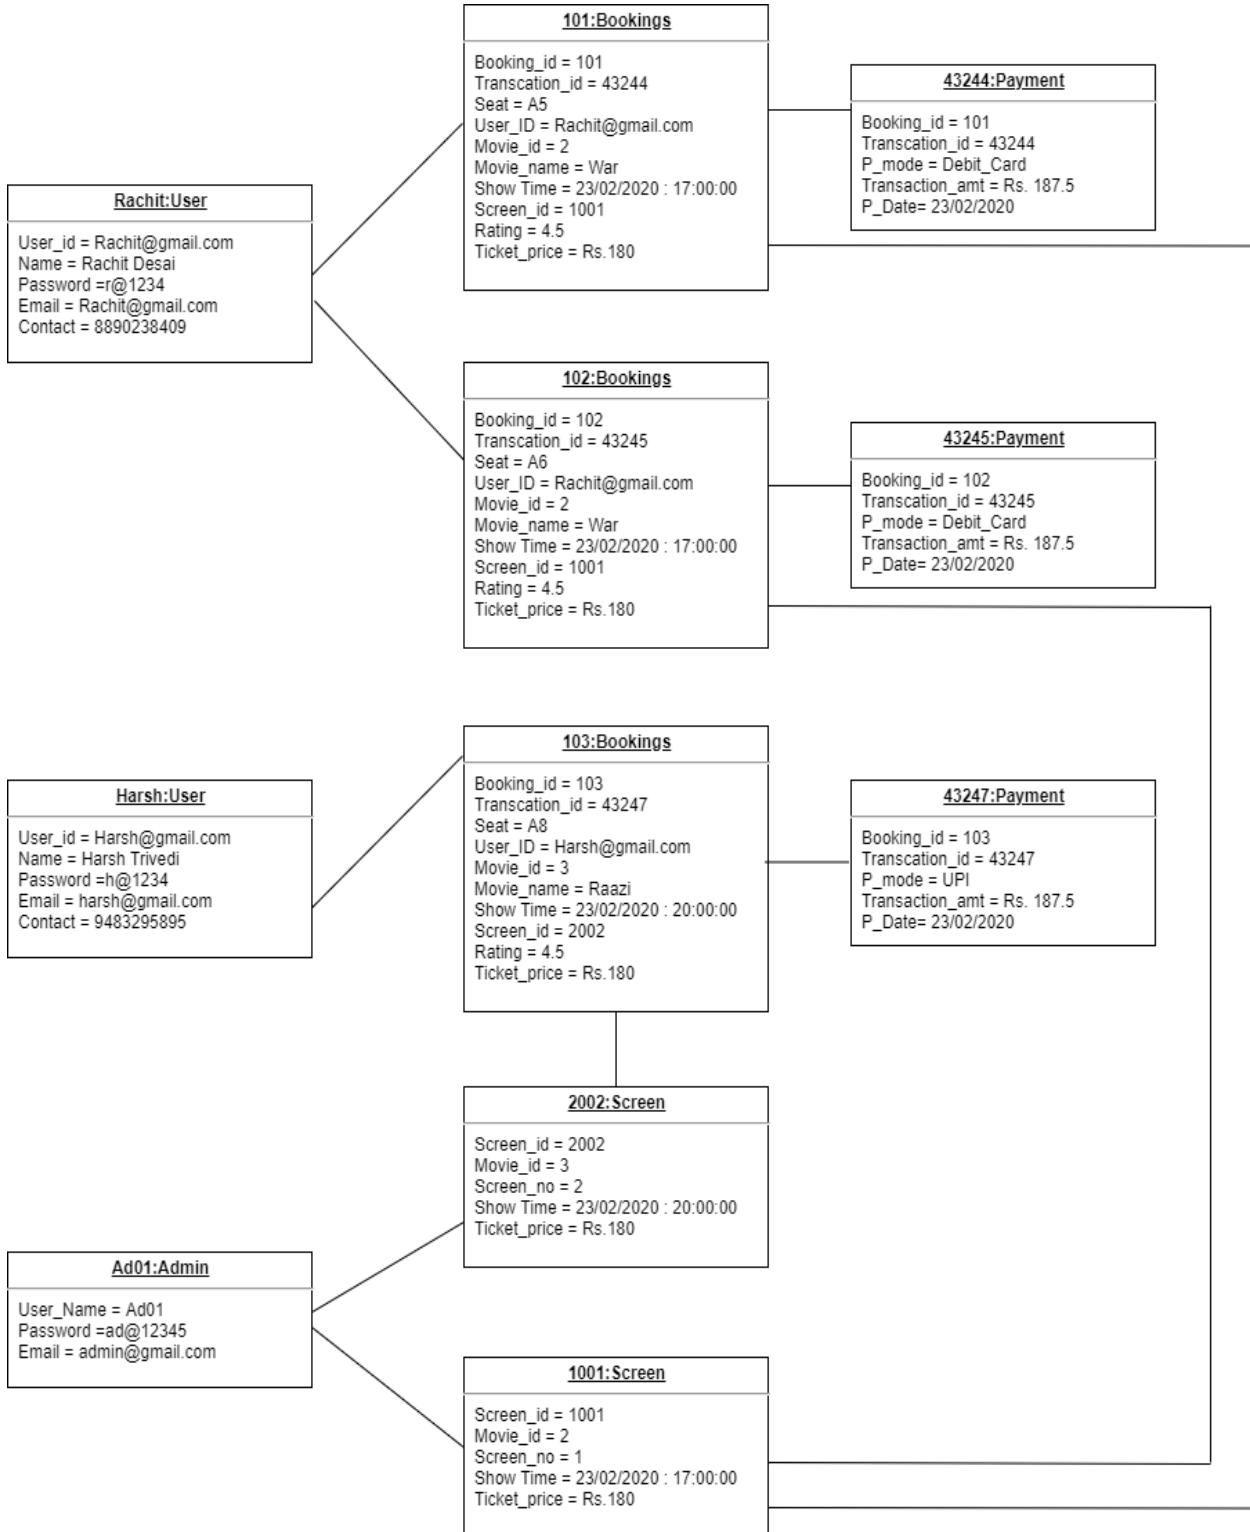 101:Bookings
Booking_id = 101
Transcation_id = 43244
Seat = A5
User_ID = Rachit@gmail.com
Movie_id = 2
Movie_name = War
Show Time = 23/02/2020 : 17:00:00
Screen_id = 1001
Rating = 4.5
Ticket_price = Rs.180
43244:Payment
Booking_id = 101
Transcation_id = 43244
P_mode = Debit_Card
Transaction_amt = Rs. 187.5
P_Date= 23/02/2020
Rachit:User
User_id = Rachit@gmail.com
Name = Rachit Desai
Password =r@1234
Email = Rachit@gmail.com
Contact = 8890238409
102:Bookings
Booking_id = 102
Transcation_id = 43245
Seat = A6
User_ID = Rachit@gmail.com
Movie_id = 2
Movie_name = War
Show Time = 23/02/2020 : 17:00:00
Screen_id = 1001
Rating = 4.5
Ticket_price = Rs.180
43245:Payment
Booking_id = 102
Transcation_id = 43245
P_mode = Debit_Card
Transaction_amt = Rs. 187.5
P_Date= 23/02/2020
103:Bookings
Booking_id = 103
Transcation_id = 43247
Seat = A8
User_ID = Harsh@gmail.com
Movie_id = 3
Movie_name = Raazi
Show Time = 23/02/2020 : 20:00:00
Screen_id = 2002
Rating = 4.5
Ticket_price = Rs.180
Harsh:User
User_id = Harsh@gmail.com
Name = Harsh Trivedi
Password =h@1234
Email = harsh@gmail.com
Contact = 9483295895
43247:Payment
Booking_id = 103
Transcation_id = 43247
P_mode = UPI
Transaction_amt = Rs. 187.5
P_Date= 23/02/2020
2002:Screen
Screen_id = 2002
Movie_id = 3
Screen_no = 2
Show Time = 23/02/2020 : 20:00:00
Ticket_price = Rs.180
Ad01:Admin
User_Name = Ad01
Password =ad@12345
Email = admin@gmail.com
1001:Screen
Screen_id = 1001
Movie_id = 2
Screen_no = 1
Show Time = 23/02/2020 : 17:00:00
Ticket_price = Rs.180